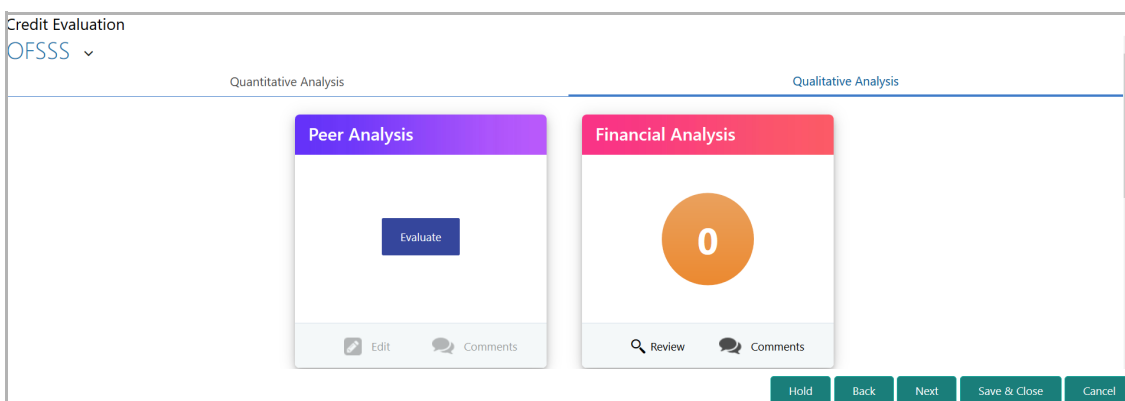 Credit Evaluation
OFSSS
Quantitative Analysis Qualitative Analysis
Peer Analysis Financial Analysis
Evaluate 0
Edit Comments Review Comments
Hold Back Next Save & Close Cancel